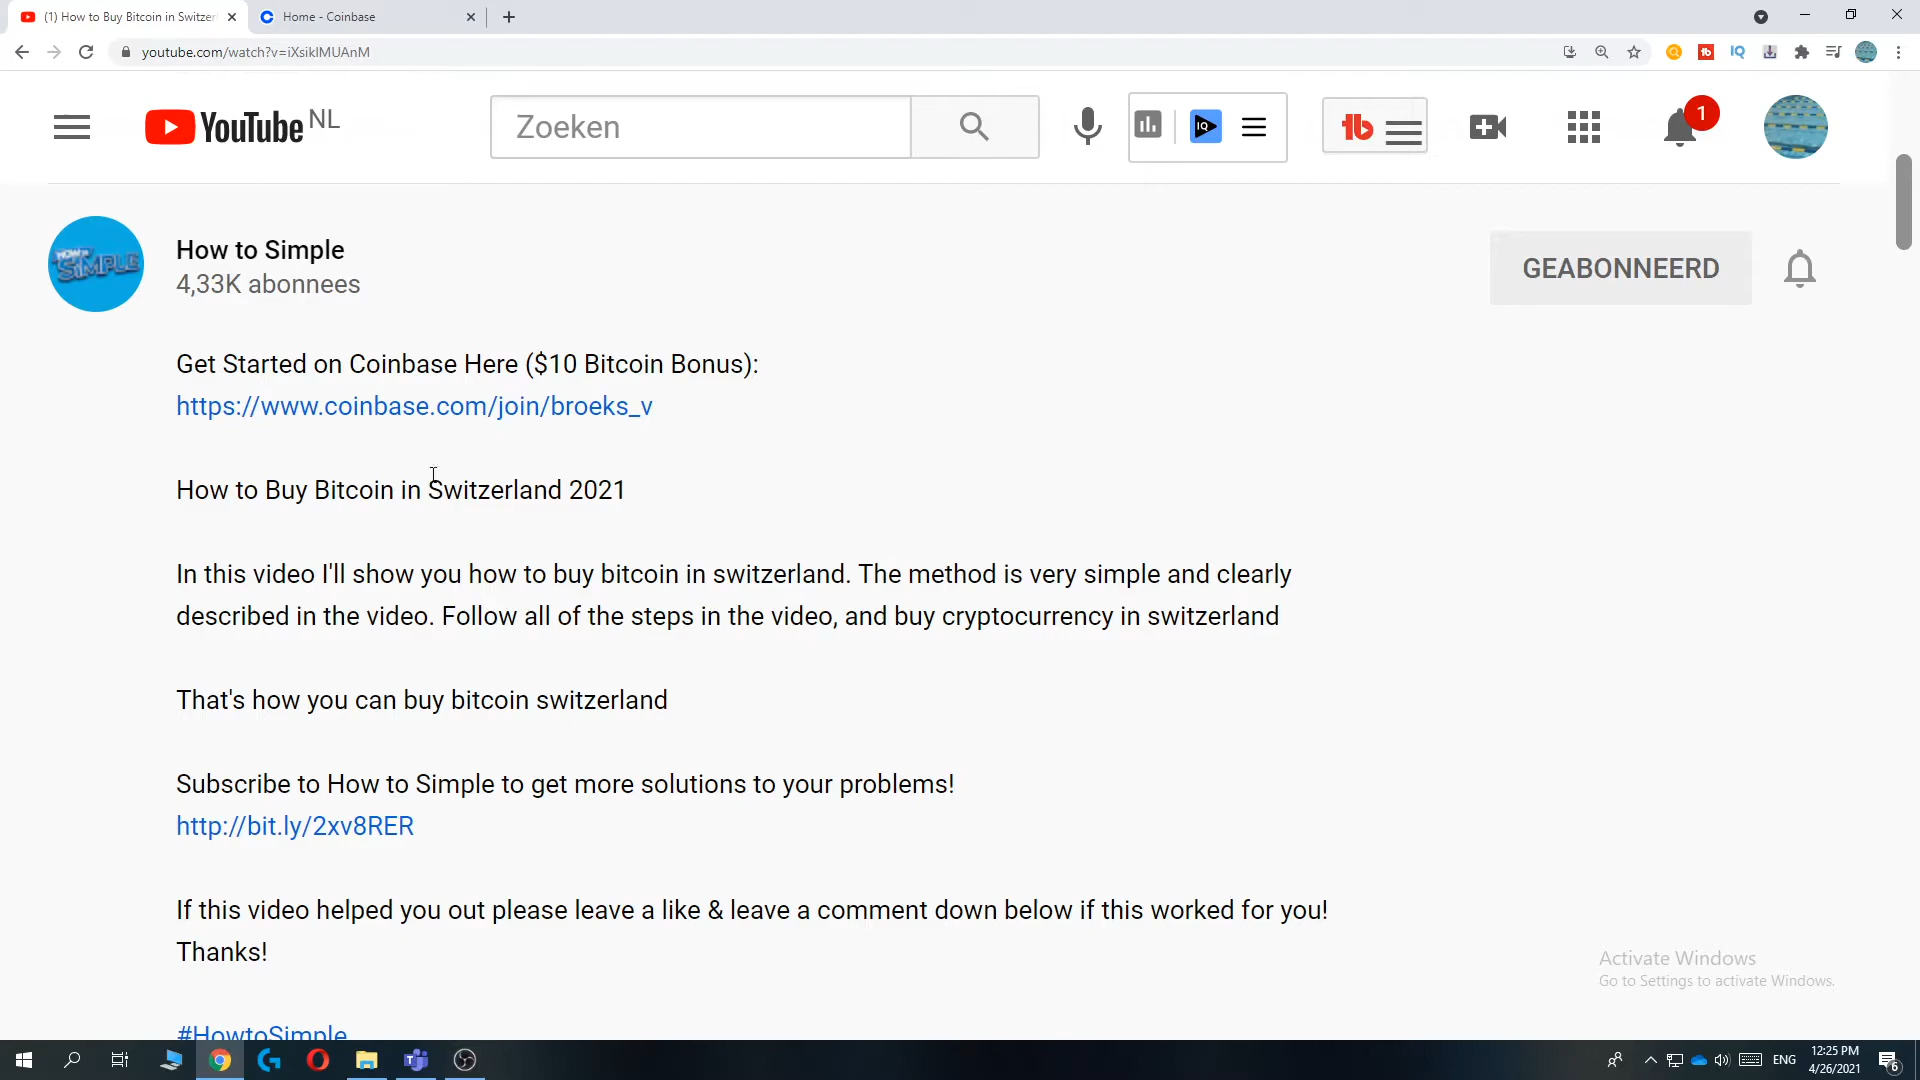 (1) How to Buy Bitcoin in Switzer
Home - Coinbase
youtube.com/watch?v=iXsikIMUAnM
YouTube NL
Zoeken
IQ
tb
1
HOW to SIMPLE
How to Simple
4,33K abonnees
GEABONNEERD
Get Started on Coinbase Here ($10 Bitcoin Bonus):
https://www.coinbase.com/join/broeks_v
How to Buy Bitcoin in Switzerland 2021
In this video I'll show you how to buy bitcoin in switzerland. The method is very simple and clearly
described in the video. Follow all of the steps in the video, and buy cryptocurrency in switzerland
That's how you can buy bitcoin switzerland
Subscribe to How to Simple to get more solutions to your problems!
http://bit.ly/2xv8RER
If this video helped you out please leave a like & leave a comment down below if this worked for you!
Thanks!
#HowtoSimple
Activate Windows
Go to Settings to activate Windows.
ENG
12:25 PM
4/26/2021
6